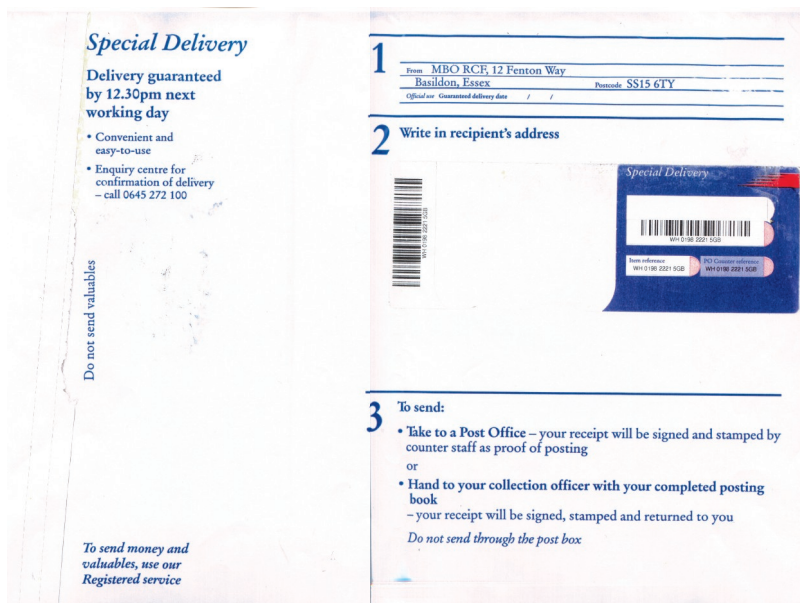 Special Delivery
Delivery guaranteed
by 12.30pm next
working day
• Convenient and
easy-to-use
• Enquiry centre for
confirmation of delivery
– call 0645 272 100
Do not send valuables
To send money and
valuables, use our
Registered service
1
From MBO RCF, 12 Fenton Way
Basildon, Essex Postcode SS15 6TY
Official use Guaranteed delivery date / /
2 Write in recipient's address
WH 0198 2221 5GB
Special Delivery
WH 0198 2221 5GB
Item reference
WH 0198 2221 5GB
PO Counter reference
WH 0198 2221 5GB
3 To send:
• Take to a Post Office – your receipt will be signed and stamped by
counter staff as proof of posting
or
• Hand to your collection officer with your completed posting
book
– your receipt will be signed, stamped and returned to you
Do not send through the post box